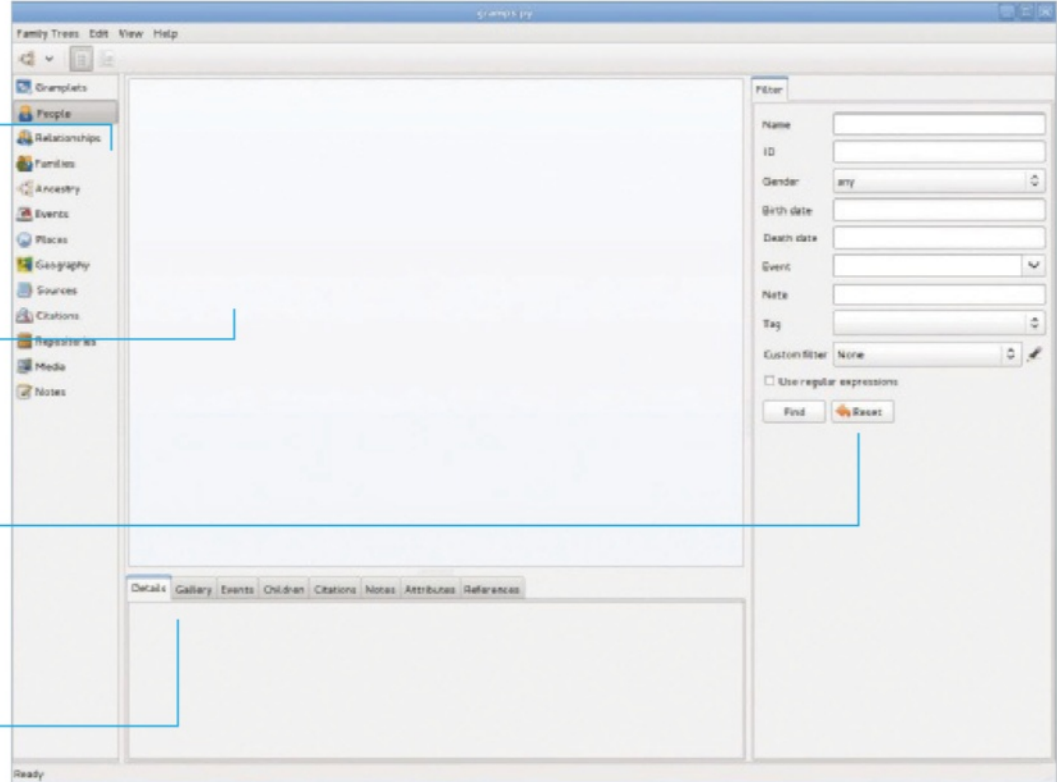 gramps.py
Family Trees Edit View Help
Gramplets
People
Relationships
Families
Ancestry
Events
Places
Geography
Sources
Citations
Repositories
Media
Notes
Filter
Name
ID
Gender any
Birth date
Death date
Event
Note
Tag
Custom filter None
Use regular expressions
Find Reset
Details Gallery Events Children Citations Notes Attributes References
Ready